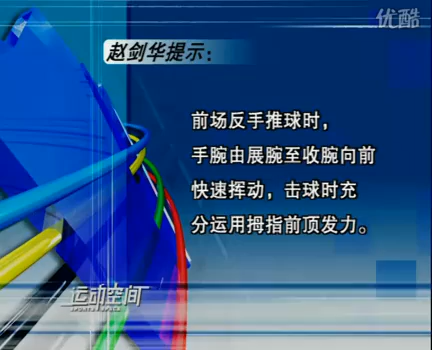 优酷
赵剑华提示：
前场反手推球时，
手腕由展腕至收腕向前
快速挥动，击球时充
分运用拇指前顶发力。
运动空间
SPORTS SPACE